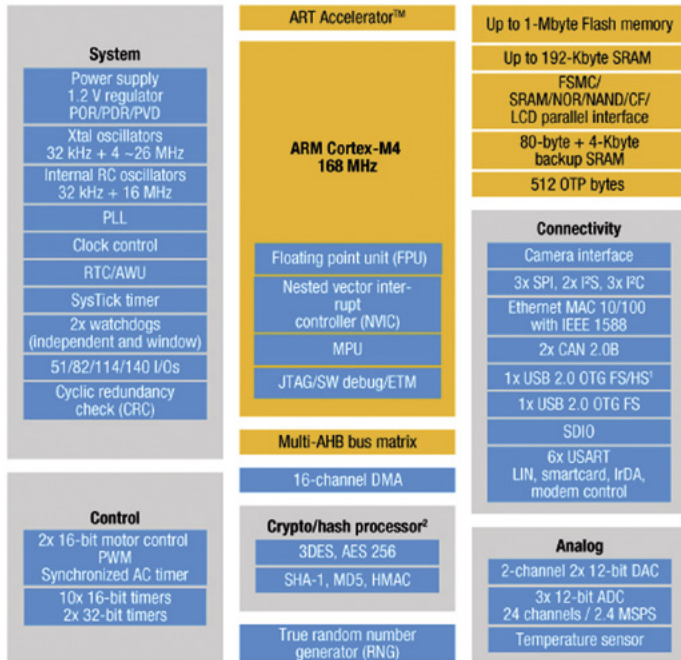 System
Power supply
1.2 V regulator
POR/PDR/PVD
Xtal oscillators
32 kHz + 4 ~26 MHz
Internal RC oscillators
32 kHz + 16 MHz
PLL
Clock control
RTC/AWU
SysTick timer
2x watchdogs
(independent and window)
51/82/114/140 I/Os
Cyclic redundancy
check (CRC)
Control
2x 16-bit motor control
PWM
Synchronized AC timer
10x 16-bit timers
2x 32-bit timers
ART Accelerator™
ARM Cortex-M4
168 MHz
Floating point unit (FPU)
Nested vector inter-
rupt
controller (NVIC)
MPU
JTAG/SW debug/ETM
Multi-AHB bus matrix
16-channel DMA
Crypto/hash processor²
3DES, AES 256
SHA-1, MD5, HMAC
True random number
generator (RNG)
Up to 1-Mbyte Flash memory
Up to 192-Kbyte SRAM
FSMC/
SRAM/NOR/NAND/CF/
LCD parallel interface
80-byte + 4-Kbyte
backup SRAM
512 OTP bytes
Connectivity
Camera interface
3x SPI, 2x I²S, 3x I²C
Ethernet MAC 10/100
with IEEE 1588
2x CAN 2.0B
1x USB 2.0 OTG FS/HS¹
1x USB 2.0 OTG FS
SDIO
6x USART
LIN, smartcard, IrDA,
modem control
Analog
2-channel 2x 12-bit DAC
3x 12-bit ADC
24 channels / 2.4 MSPS
Temperature sensor